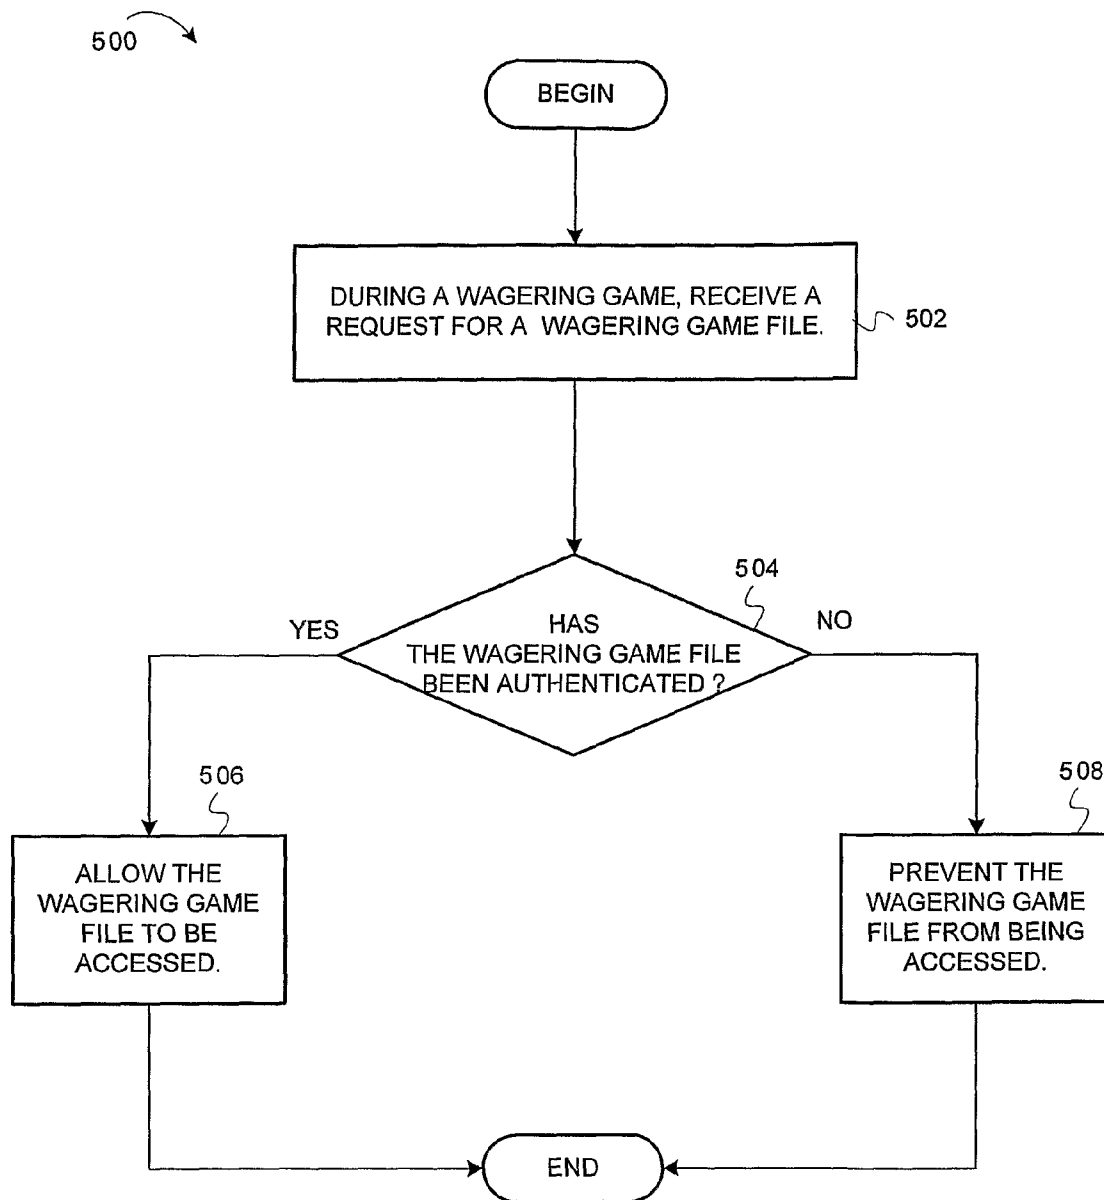 500
BEGIN
DURING A WAGERING GAME, RECEIVE A
REQUEST FOR A WAGERING GAME FILE.
502
504
YES
NO
HAS
THE WAGERING GAME FILE
BEEN AUTHENTICATED ?
506
508
ALLOW THE
WAGERING GAME
FILE TO BE
ACCESSED.
PREVENT THE
WAGERING GAME
FILE FROM BEING
ACCESSED.
END